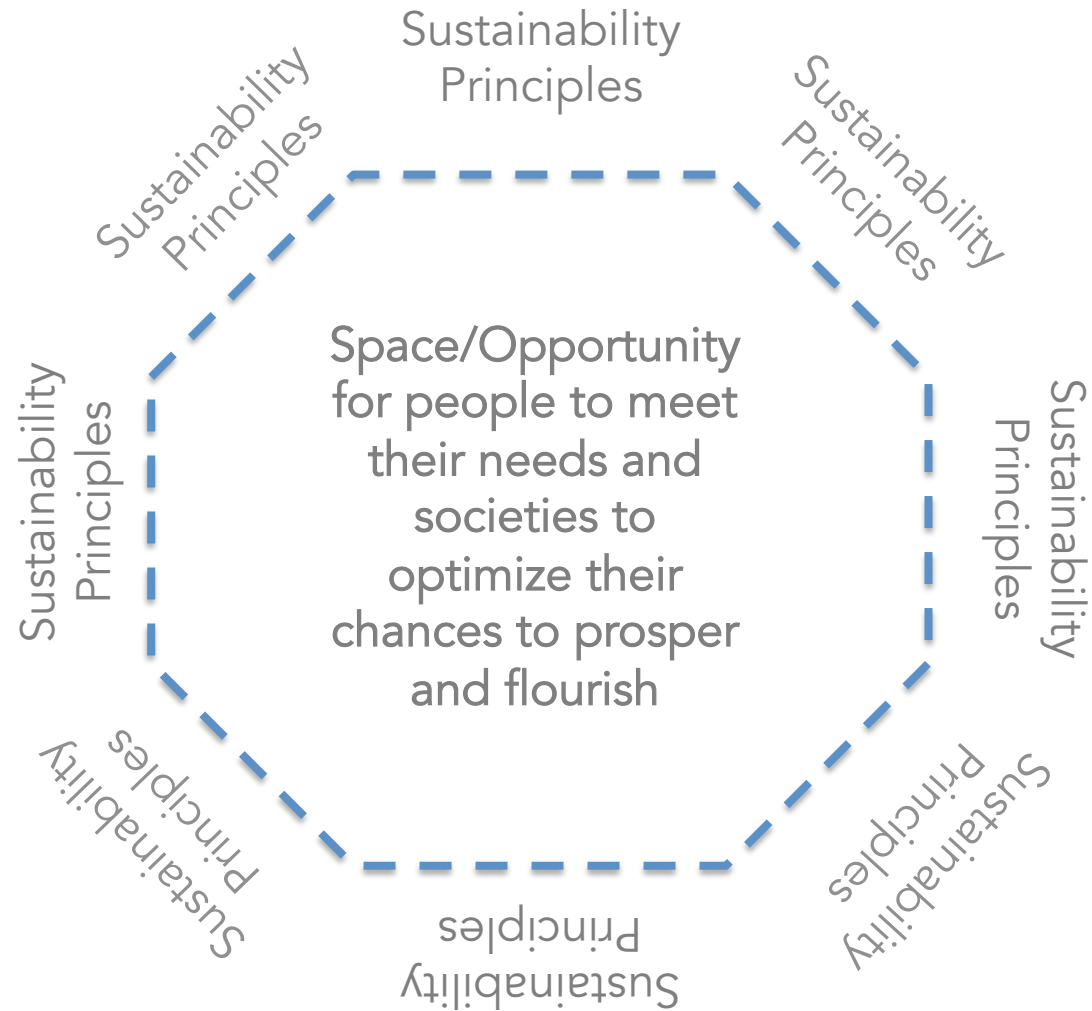 Sustainability
Principles
Sustainability
Principles
Sustainability
Principles
Sustainability
Principles
Space/Opportunity
for people to meet
their needs and
societies to
optimize their
chances to prosper
and flourish
Sustainability
Principles
Sustainability
Principles
Sustainability
Principles
Sustainability
Principles